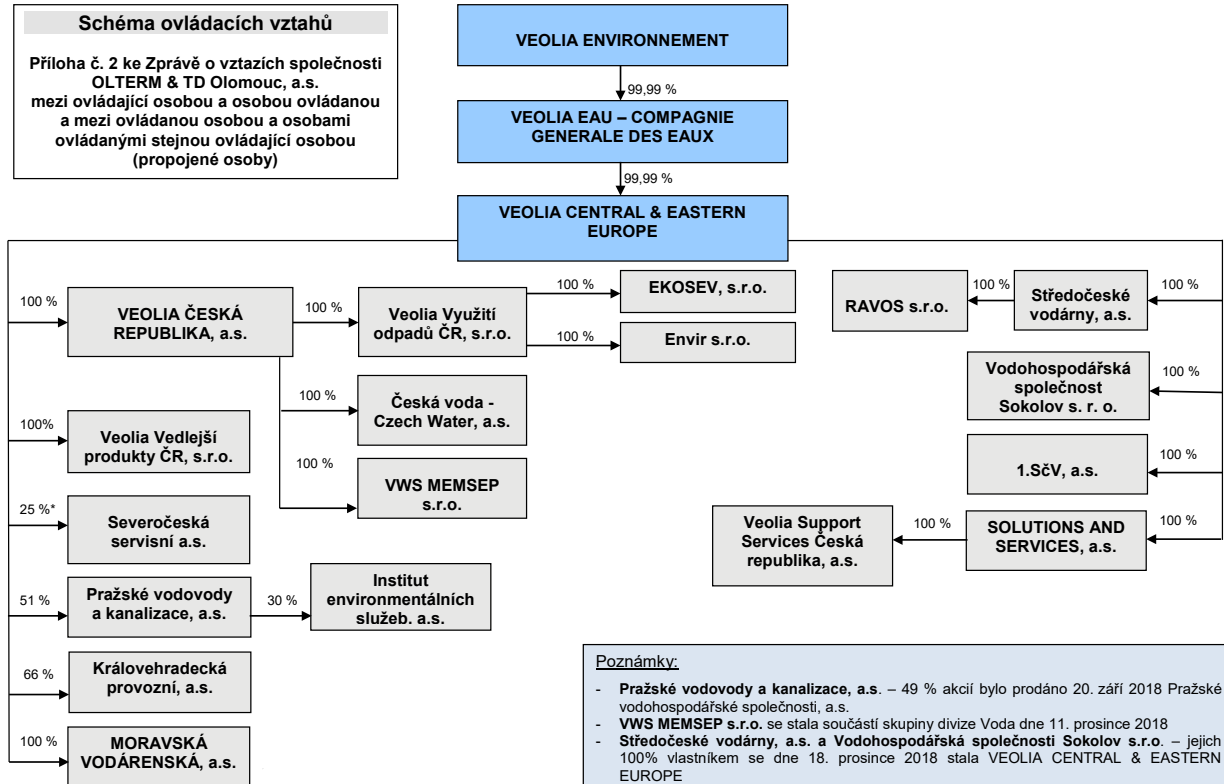 Schéma ovládacích vztahů
Příloha č. 2 ke Zprávě o vztazích společnosti
OLTERM & TD Olomouc, a.s.
mezi ovládající osobou a osobou ovládanou
a mezi ovládanou osobou a osobami
ovládanými stejnou ovládající osobou
(propojené osoby)
VEOLIA ENVIRONNEMENT
99,99 %
VEOLIA EAU – COMPAGNIE
GENERALE DES EAUX
99,99 %
VEOLIA CENTRAL & EASTERN
EUROPE
100 %
VEOLIA ČESKÁ
REPUBLIKA, a.s.
100 %
Veolia Využití
odpadů ČR, s.r.o.
100 %
EKOSEV, s.r.o.
100 %
Envir s.r.o.
100 %
Česká voda -
Czech Water, a.s.
100 %
VWS MEMSEP
s.r.o.
100%
Veolia Vedlejší
produkty ČR, s.r.o.
25 %*
Severočeská
servisní a.s.
51 %
Pražské vodovody
a kanalizace, a.s.
30 %
Institut
environmentálních
služeb. a.s.
66 %
Královehradecká
provozní, a.s.
100 %
MORAVSKÁ
VODÁRENSKÁ, a.s.
RAVOS s.r.o.
100 %
Středočeské
vodárny, a.s.
100 %
Vodohospodářská
společnost
Sokolov s. r. o.
100 %
1.SčV, a.s.
100 %
Veolia Support
Services Česká
republika, a.s.
100 %
SOLUTIONS AND
SERVICES, a.s.
100 %
Poznámky:
- Pražské vodovody a kanalizace, a.s. – 49 % akcií bylo prodáno 20. září 2018 Pražské
vodohospodářské společnosti, a.s.
- VWS MEMSEP s.r.o. se stala součástí skupiny divize Voda dne 11. prosince 2018
- Středočeské vodárny, a.s. a Vodohospodářská společnosti Sokolov s.r.o. – jejich
100% vlastníkem se dne 18. prosince 2018 stala VEOLIA CENTRAL & EASTERN
EUROPE